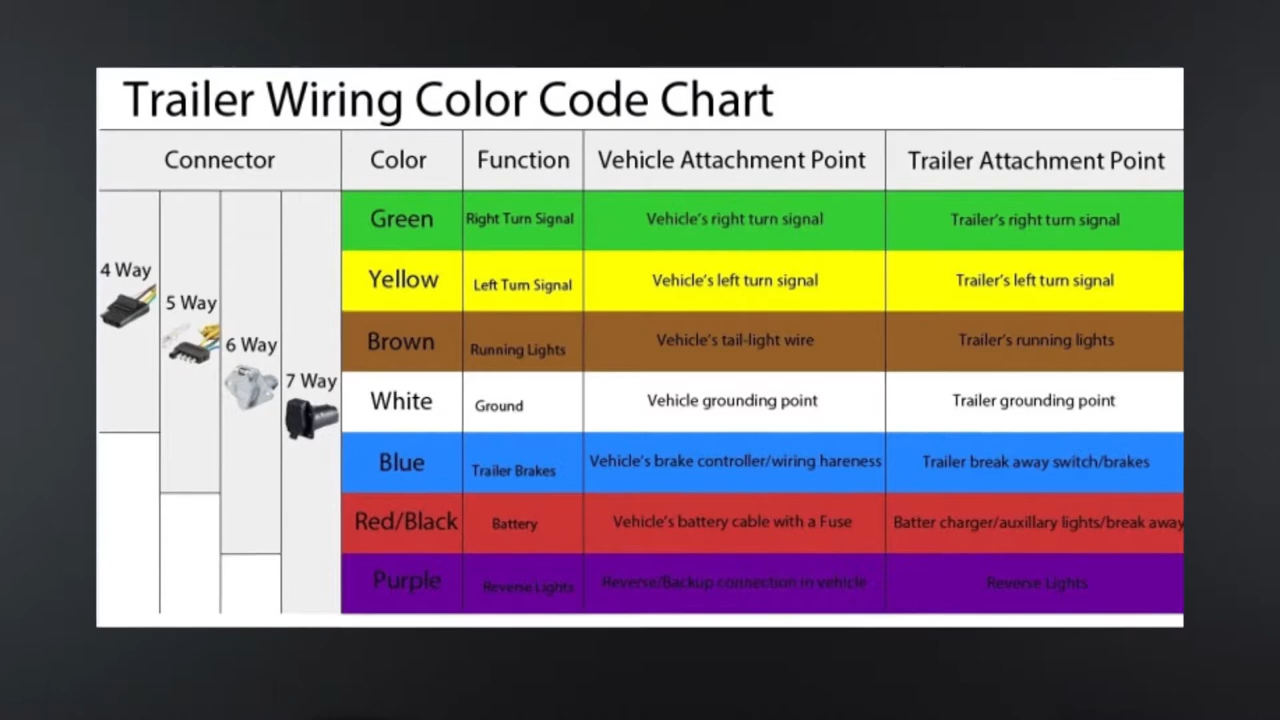 Trailer Wiring Color Code Chart
Connector Color Function Vehicle Attachment Point Trailer Attachment Point
4 Way
5 Way
6 Way
7 Way
Green Right Turn Signal Vehicle's right turn signal Trailer's right turn signal
Yellow Left Turn Signal Vehicle's left turn signal Trailer's left turn signal
Brown Running Lights Vehicle's tail-light wire Trailer's running lights
White Ground Vehicle grounding point Trailer grounding point
Blue Trailer Brakes Vehicle's brake controller/wiring hareness Trailer break away switch/brakes
Red/Black Battery Vehicle's battery cable with a Fuse Batter charger/auxillary lights/break away
Purple Reverse Lights Reverse/Backup connection in vehicle Reverse Lights